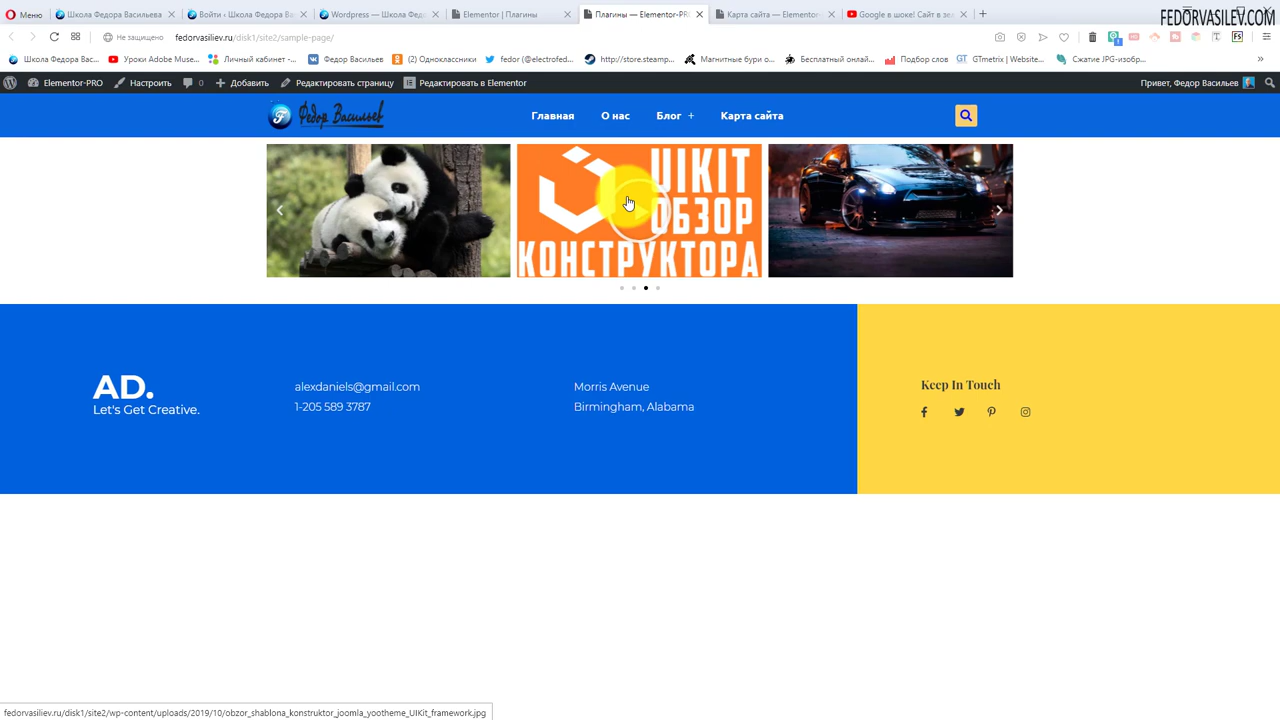 FEDORVASILEV.COM
Меню
Школа Федора Васильева
Войти ‹ Школа Федора Ва
Wordpress — Школа Фед
Elementor | Плагины
Плагины — Elementor-PR
Карта сайта — Elementor
Google в шоке! Сайт в зел
Не защищено
fedorvasiliev.ru/disk1/site2/sample-page/
Школа Федора Вас...
Уроки Adobe Muse...
Личный кабинет...
Федор Васильев
(2) Одноклассники
fedor (@electrofed...
http://store.steamp...
Магнитные бури о...
Бесплатный онлай...
Подбор слов
GTmetrix | Website...
Сжатие JPG-изобр...
Elementor-PRO
Настроить
0
Добавить
Редактировать страницу
Редактировать в Elementor
Привет, Федор Васильев
Федор Васильев
Главная
О нас
Блог +
Карта сайта
UIKIT
ОБЗОР
КОНСТРУКТОРА
AD.
Let's Get Creative.
alexdaniels@gmail.com
1-205 589 3787
Morris Avenue
Birmingham, Alabama
Keep In Touch
fedorvasiliev.ru/disk1/site2/wp-content/uploads/2019/10/obzor_shablona_konstruktor_joomla_yootheme_UIKit_framework.jpg